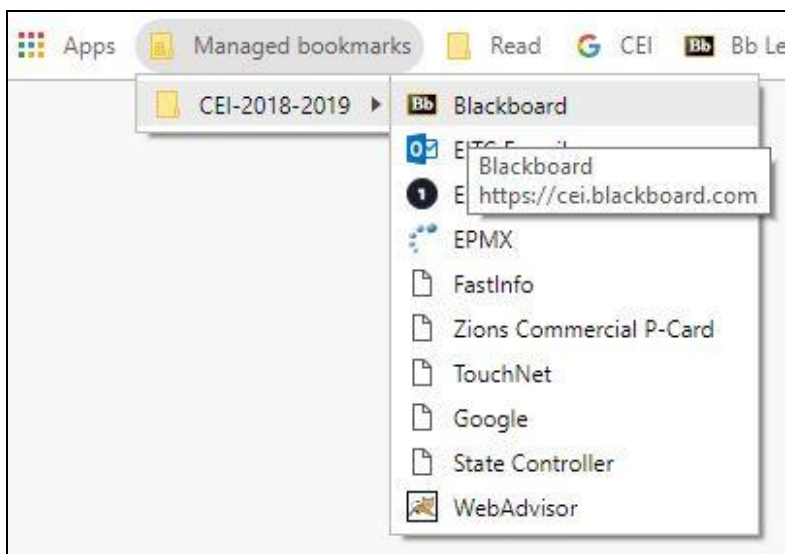 Apps Managed bookmarks Read CEI Bb Le
CEI-2018-2019 Bb Blackboard
Blackboard
https://cei.blackboard.com
EPMX
FastInfo
Zions Commercial P-Card
TouchNet
Google
State Controller
WebAdvisor